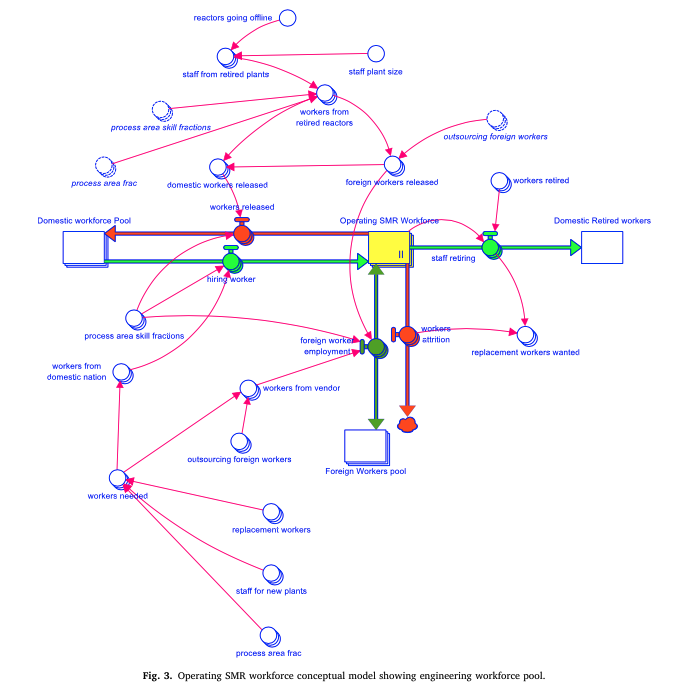 reactors going offline
staff from retired plants
staff plant size
process area skill fractions
workers from
retired reactors
outsourcing foreign workers
process area frac
domestic workers released
foreign workers released
workers retired
workers released
Domestic workforce Pool
Operating SMR Workforce
Domestic Retired workers
staff retiring
hiring worker
process area skill fractions
foreign worker
employment
workers
attrition
replacement workers wanted
workers from
domestic nation
workers from vendor
outsourcing foreign workers
Foreign Workers pool
workers needed
replacement workers
staff for new plants
process area frac
Fig. 3. Operating SMR workforce conceptual model showing engineering workforce pool.